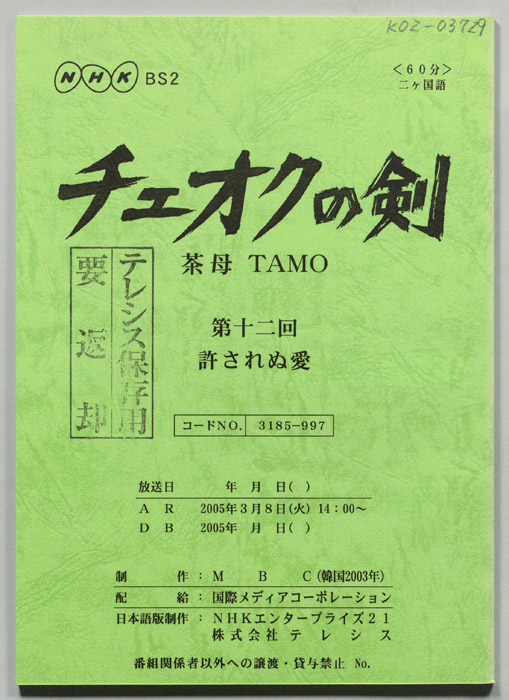 K02-03729
NHK BS2
<60分>
二ヶ国語
チェオクの剣
茶母 TAMO
テレシス保存用
要返却
第十二回
許されぬ愛
コードNO. 3185-997
放送日 年 月 日( )
A R 2005年3月8日(火) 14:00~
D B 2005年 月 日( )
制作:MBC(韓国2003年)
配給:国際メディアコーポレーション
日本語版制作:NHKエンタープライズ21
株式会社テレシス
番組関係者以外への譲渡・貸与禁止 No.